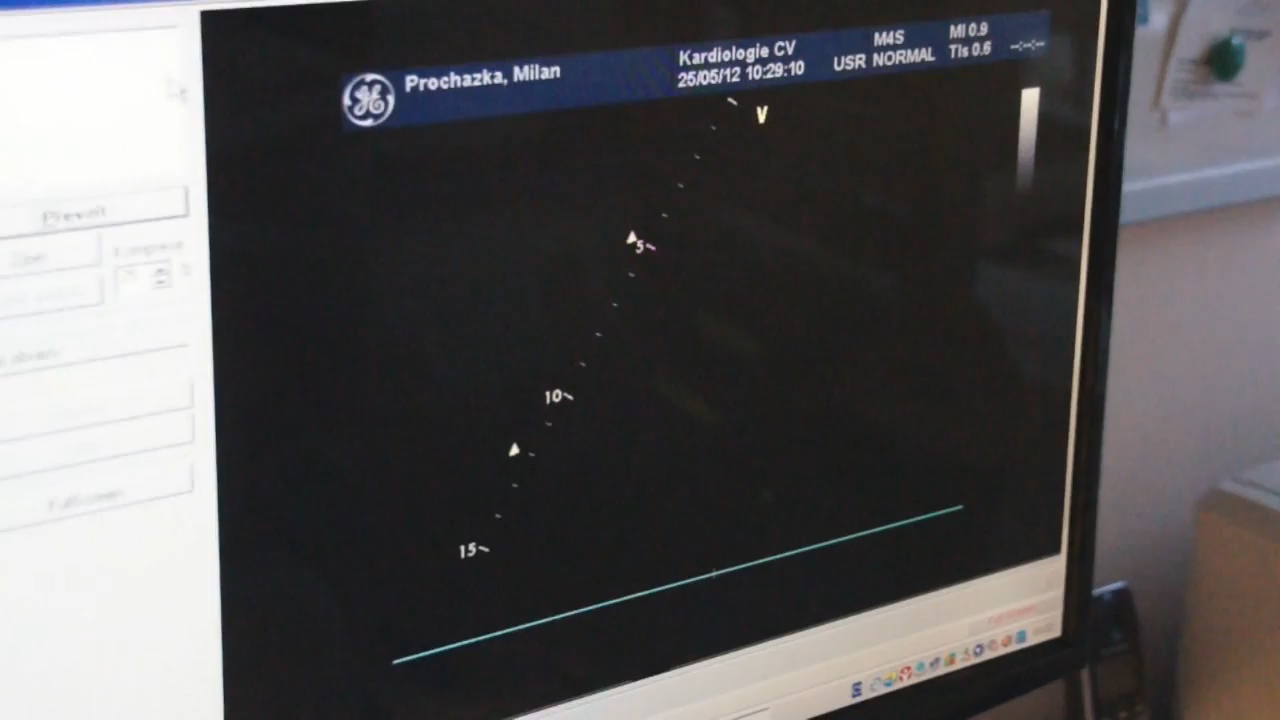 Prochazka, Milan
Kardiologie CV
25/05/12 10:29:10
M4S
USR NORMAL
MI 0.9
TIs 0.6
--:--:--
V
5
10
15